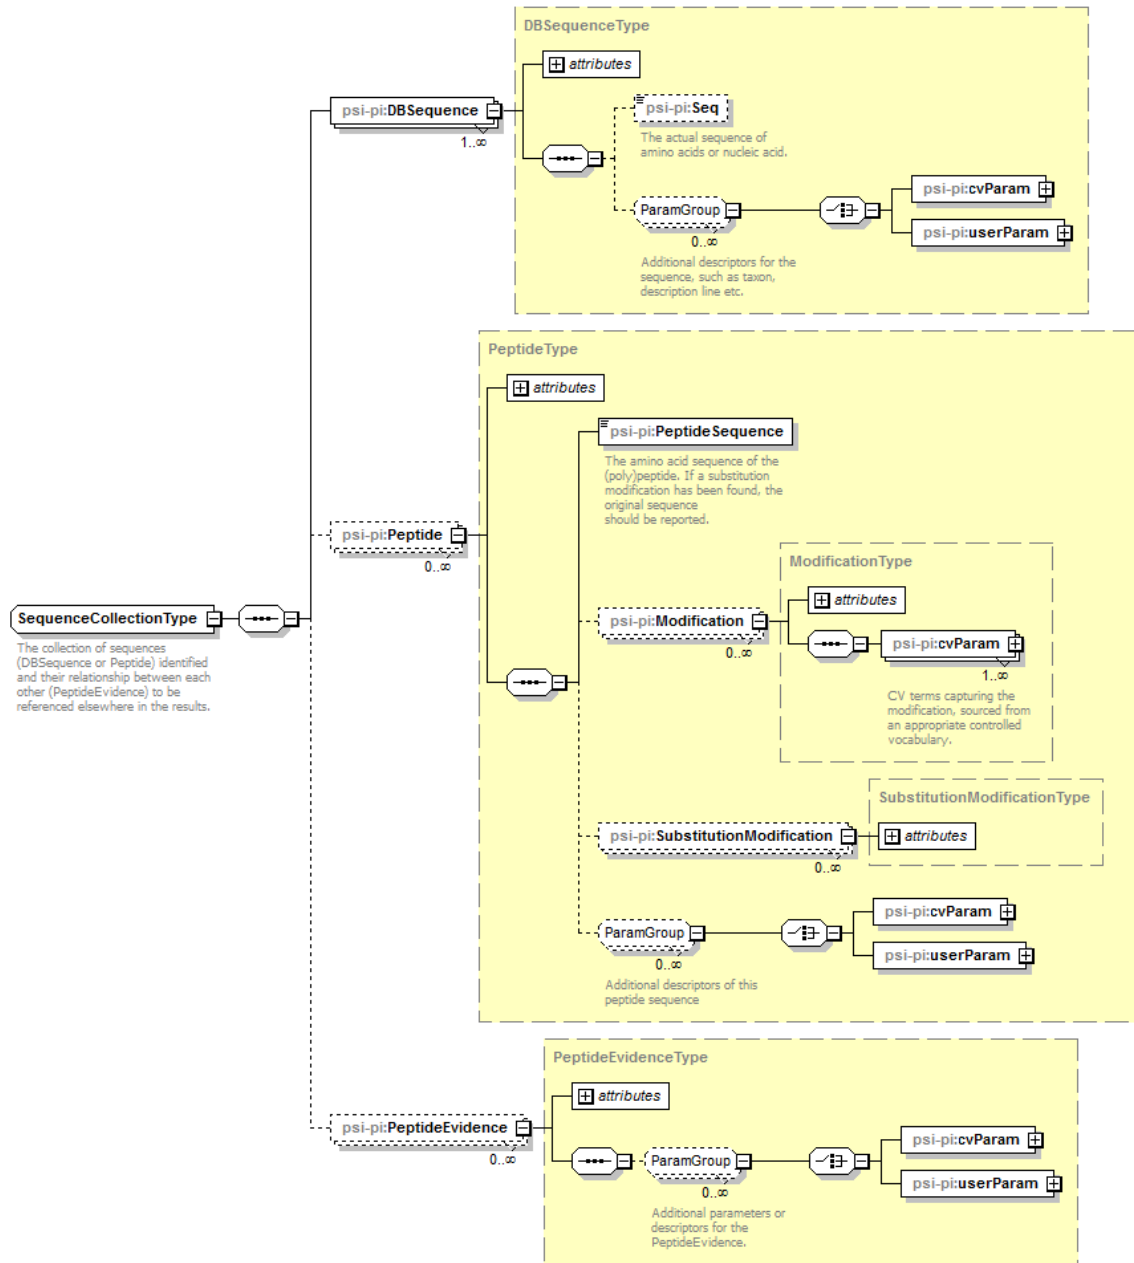 DBSequenceType
attributes
psi-pi:DBSequence
1..∞
psi-pi:Seq
The actual sequence of
amino acids or nucleic acid.
ParamGroup
0..∞
psi-pi:cvParam
psi-pi:userParam
Additional descriptors for the
sequence, such as taxon,
description line etc.
PeptideType
attributes
psi-pi:PeptideSequence
The amino acid sequence of the
(poly)peptide. If a substitution
modification has been found, the
original sequence
should be reported.
psi-pi:Peptide
0..∞
ModificationType
attributes
psi-pi:Modification
0..∞
psi-pi:cvParam
1..∞
CV terms capturing the
modification, sourced from
an appropriate controlled
vocabulary.
SequenceCollectionType
The collection of sequences
(DBSequence or Peptide) identified
and their relationship between each
other (PeptideEvidence) to be
referenced elsewhere in the results.
SubstitutionModificationType
psi-pi:SubstitutionModification
0..∞
attributes
ParamGroup
0..∞
psi-pi:cvParam
psi-pi:userParam
Additional descriptors of this
peptide sequence
PeptideEvidenceType
attributes
psi-pi:PeptideEvidence
0..∞
ParamGroup
0..∞
psi-pi:cvParam
psi-pi:userParam
Additional parameters or
descriptors for the
PeptideEvidence.